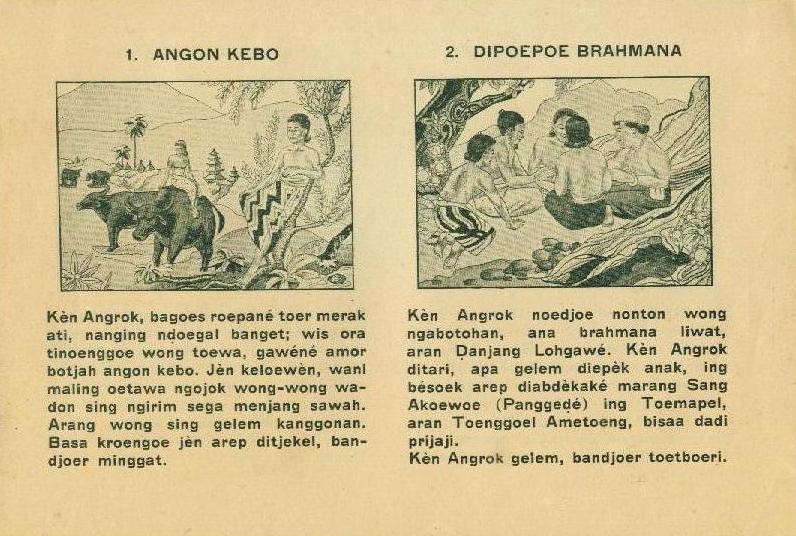 1. ANGON KEBO
Kèn Angrok, bagoes roepané toer merak
ati, nanging ndoegal banget; wis ora
tinoenggoe wong toewa, gawéné amor
botjah angon kebo. Jèn keloewèn, wani
maling oetawa ngojok wong-wong wa-
don sing ngirim sega menjang sawah.
Arang wong sing gelem kanggonan.
Basa kroengoe jèn arep ditjekel, ban-
djoer minggat.
2. DIPOEPOE BRAHMANA
Kèn Angrok noedjoe nonton wong
ngabotohan, ana brahmana liwat,
aran Ḍanjang Lohgawé. Kèn Angrok
ditari, apa gelem diepèk anak, ing
bésoek arep diabdèkaké marang Sang
Akoewoe (Panggeḍé) ing Toemapel,
aran Toenggoel Ametoeng, bisaa dadi
prijaji.
Kèn Angrok gelem, bandjoer toetboeri.